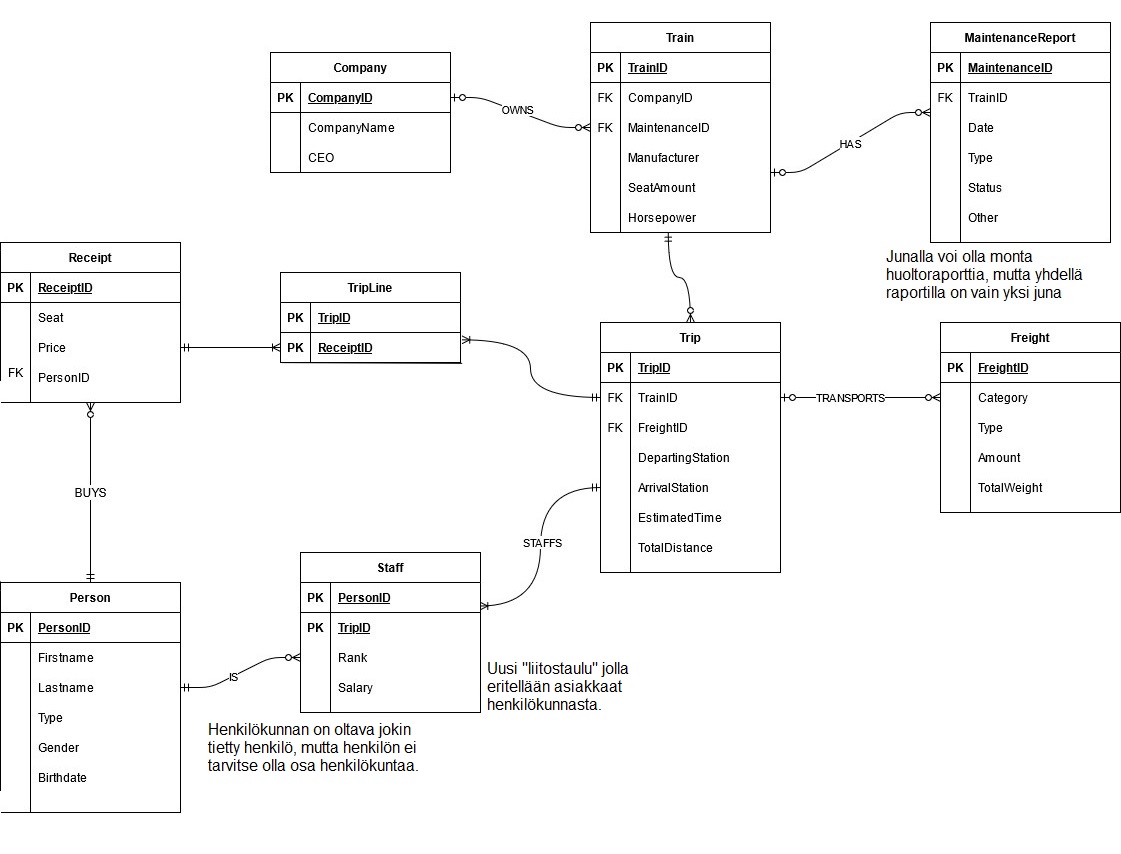 Company
PK CompanyID
CompanyName
CEO
OWNS
Train
PK TrainID
FK CompanyID
FK MaintenanceID
Manufacturer
SeatAmount
Horsepower
HAS
MaintenanceReport
PK MaintenanceID
FK TrainID
Date
Type
Status
Other
Junalla voi olla monta
huoltoraporttia, mutta yhdellä
raportilla on vain yksi juna
Receipt
PK ReceiptID
Seat
Price
FK PersonID
TripLine
PK TripID
PK ReceiptID
Trip
PK TripID
FK TrainID
FK FreightID
DepartingStation
ArrivalStation
EstimatedTime
TotalDistance
TRANSPORTS
Freight
PK FreightID
Category
Type
Amount
TotalWeight
BUYS
STAFFS
Person
PK PersonID
Firstname
Lastname
Type
Gender
Birthdate
IS
Staff
PK PersonID
PK TripID
Rank
Salary
Uusi "liitostaulu" jolla
eritellään asiakkaat
henkilökunnasta.
Henkilökunnan on oltava jokin
tietty henkilö, mutta henkilön ei
tarvitse olla osa henkilökuntaa.